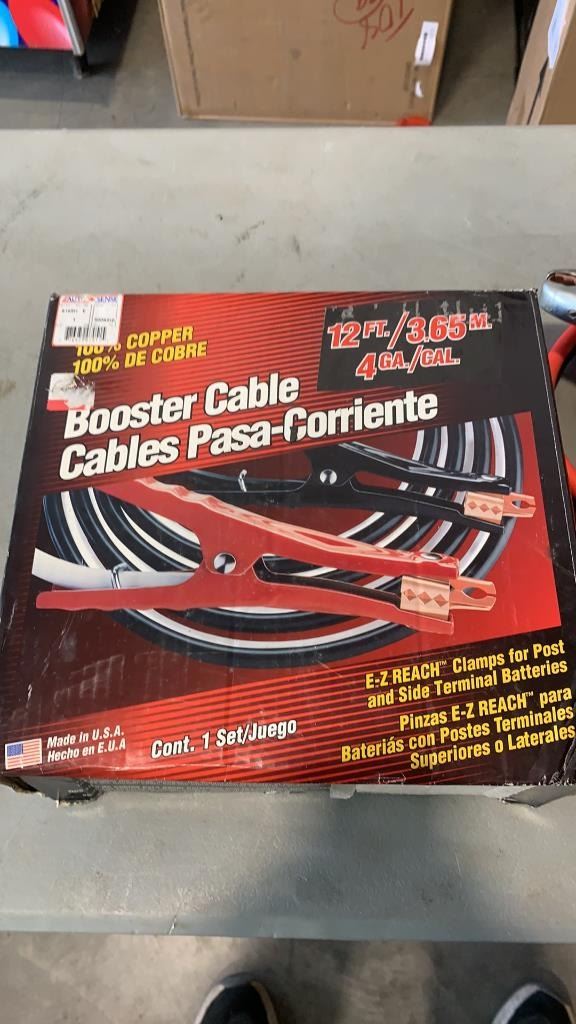 100% COPPER
100% DE COBRE
12 FT./3.65 M.
4 GA./CAL.
Booster Cable
Cables Pasa-Corriente
E-Z REACH™ Clamps for Post
and Side Terminal Batteries
Pinzas E-Z REACH™ para
Bateriás con Postes Terminales
Superiores o Laterales
Made in U.S.A.
Hecho en E.U.A
Cont. 1 Set/Juego